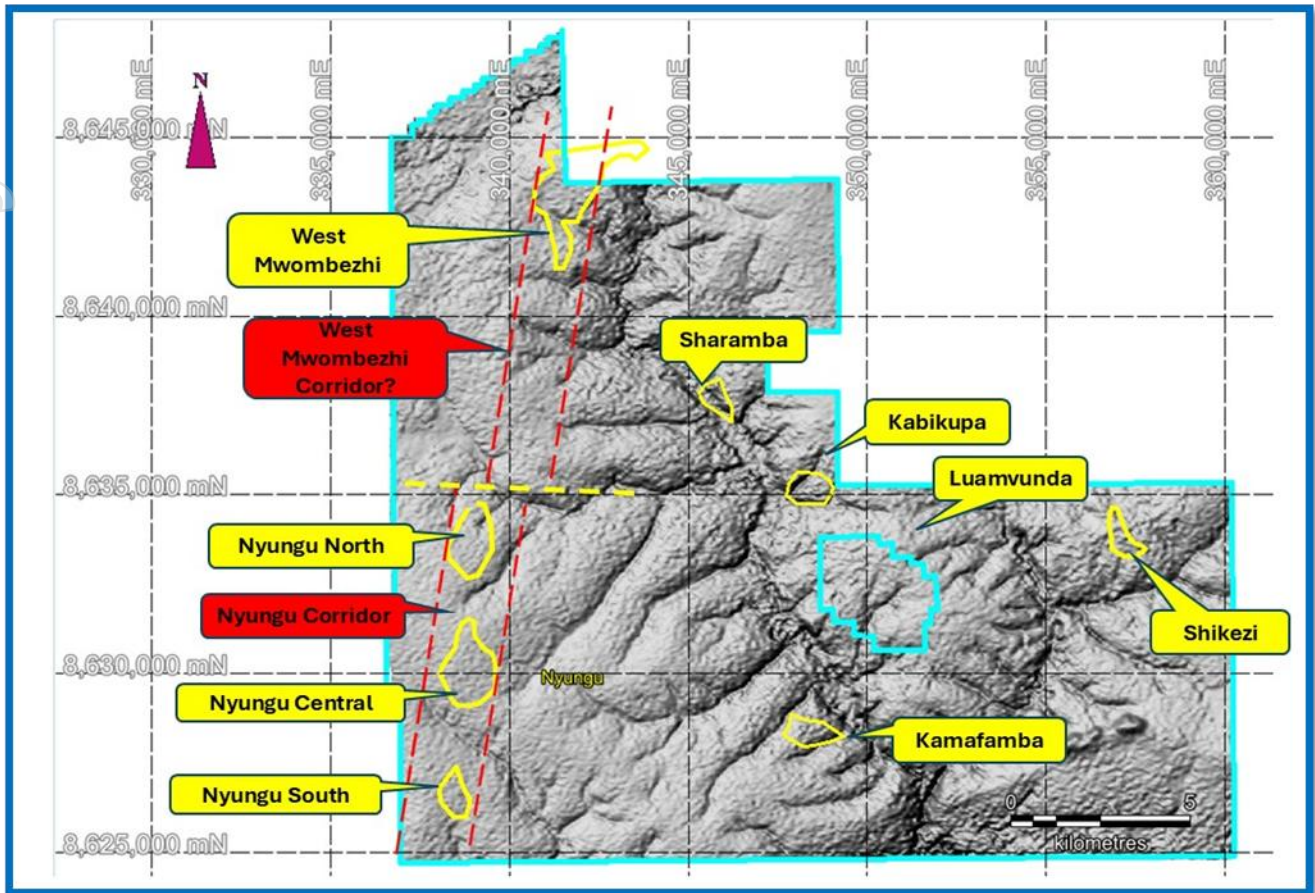 N
330,000 mE
335,000 mE
340,000 mE
345,000 mE
350,000 mE
355,000 mE
360,000 mE
8,645,000 mN
West
Mwombezhi
8,640,000 mN
West
Mwombezhi
Corridor?
Sharamba
Kabikupa
Luamvunda
8,635,000 mN
Nyungu North
Nyungu Corridor
Shikezi
8,630,000 mN
Nyungu
Nyungu Central
Kamafamba
Nyungu South
0
5
kilometres
8,625,000 mN